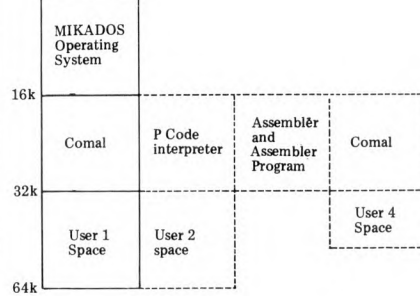 MIKADOS
Operating
System
16k
Comal
P Code
interpreter
Assembler
and
Assembler
Program
Comal
32k
User 1
Space
User 2
space
User 4
Space
64k